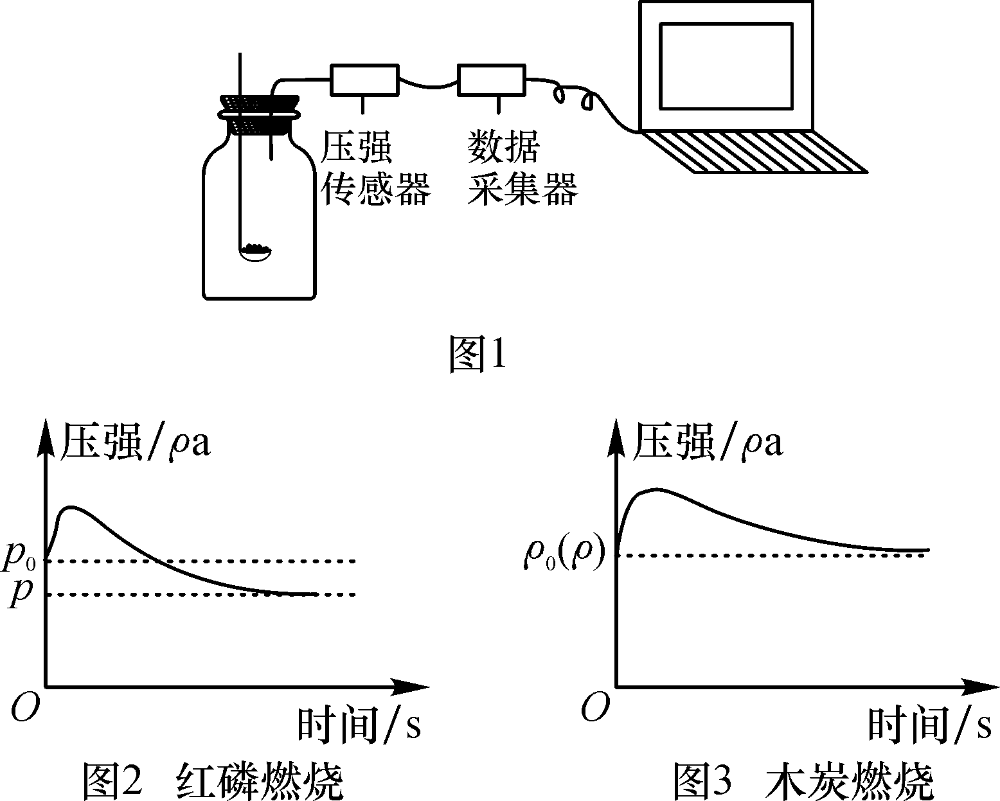 压强
传感器
数据
采集器
图1
压强/ρa
p₀
p
O
时间/s
图2 红磷燃烧
压强/ρa
ρ₀(ρ)
O
时间/s
图3 木炭燃烧